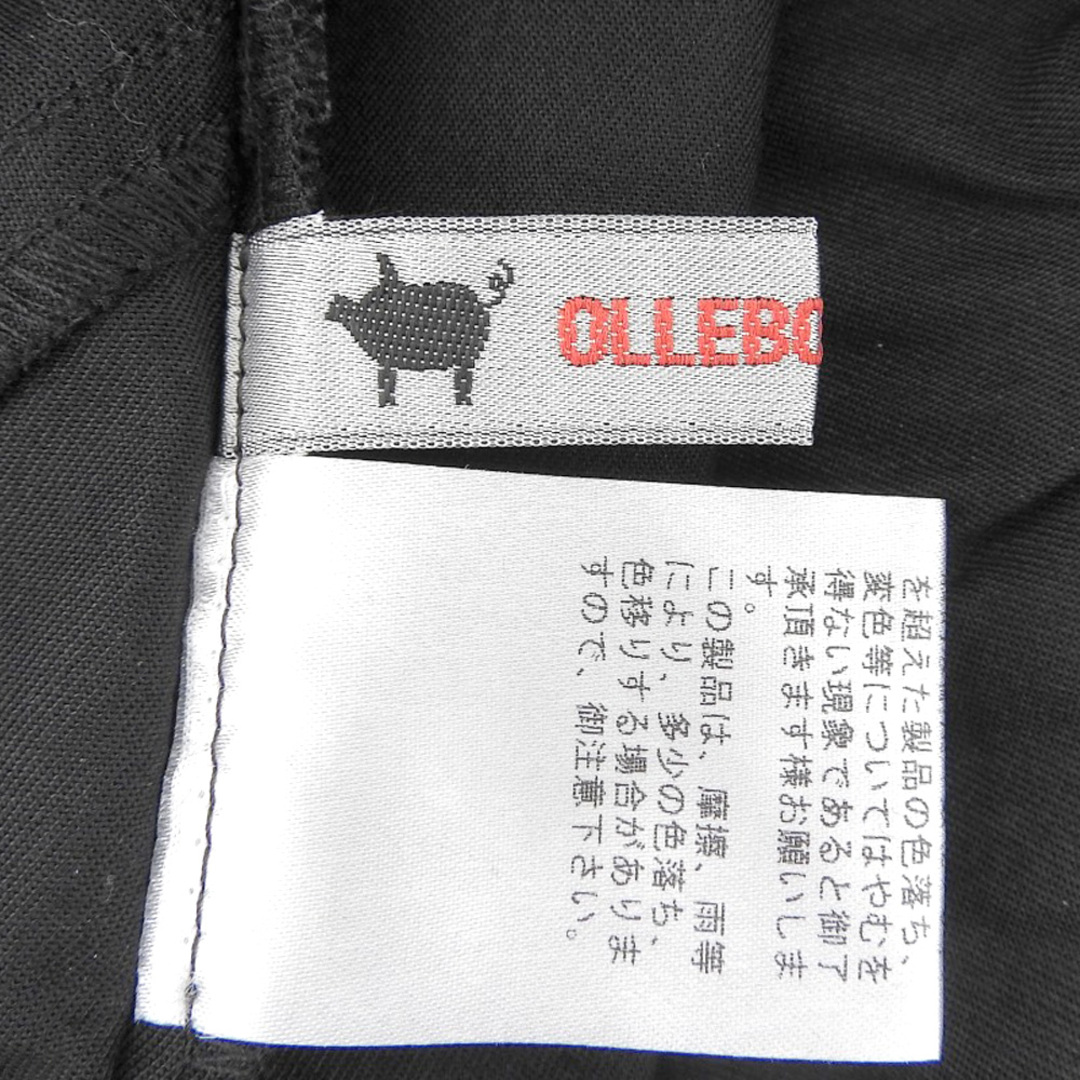 OLLEBO
を超えた製品の色落ち、
変色等についてはやむを
得ない現象であると御了
承頂きます様お願いしま
す。
この製品は、摩擦、雨等
により、多少の色落ち、
色移りする場合がありま
すので、御注意下さい。